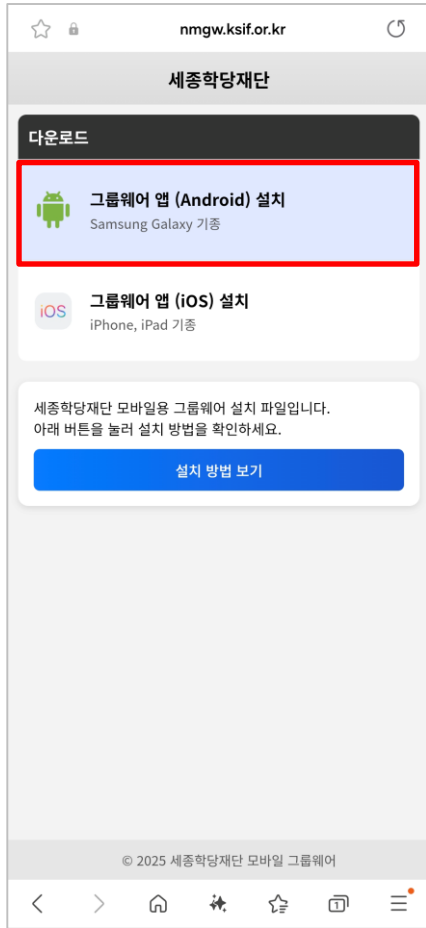 nmgw.ksif.or.kr
세종학당재단
다운로드
그룹웨어 앱 (Android) 설치
Samsung Galaxy 기종
iOS
그룹웨어 앱 (iOS) 설치
iPhone, iPad 기종
세종학당재단 모바일용 그룹웨어 설치 파일입니다.
아래 버튼을 눌러 설치 방법을 확인하세요.
설치 방법 보기
© 2025 세종학당재단 모바일 그룹웨어
1